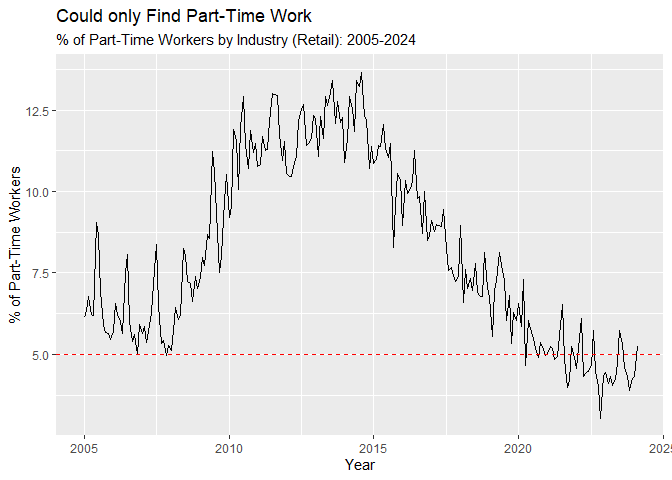 Could only Find Part-Time Work
% of Part-Time Workers by Industry (Retail): 2005-2024
% of Part-Time Workers
12.5
10.0
7.5
5.0
2005
2010
2015
2020
2025
Year